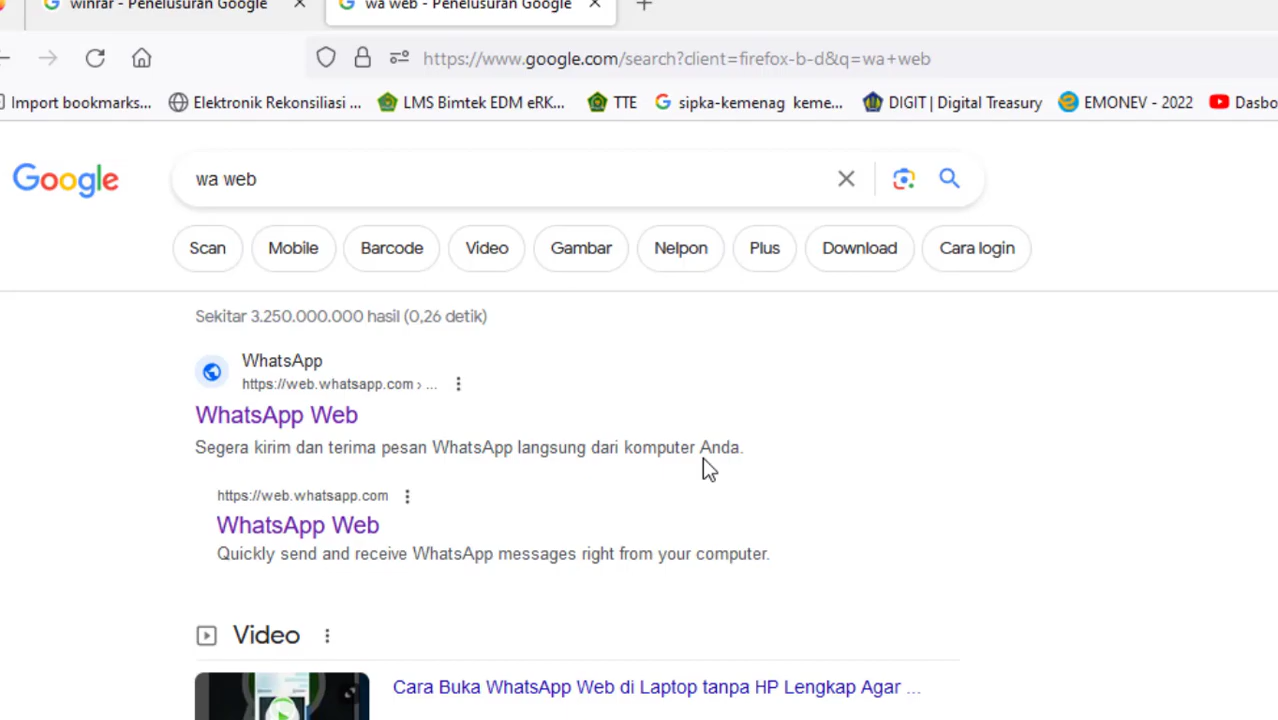 winrar - Penelusuran Google
wa web - Penelusuran Google
https://www.google.com/search?client=firefox-b-d&q=wa+web
Import bookmarks... Elektronik Rekonsiliasi ... LMS Bimtek EDM eRK... TTE sipka-kemenag keme... DIGIT | Digital Treasury EMONEV - 2022 Dasbo
Google
wa web
Scan Mobile Barcode Video Gambar Nelpon Plus Download Cara login
Sekitar 3.250.000.000 hasil (0,26 detik)
WhatsApp
https://web.whatsapp.com › ...
WhatsApp Web
Segera kirim dan terima pesan WhatsApp langsung dari komputer Anda.
https://web.whatsapp.com
WhatsApp Web
Quickly send and receive WhatsApp messages right from your computer.
Video
Cara Buka WhatsApp Web di Laptop tanpa HP Lengkap Agar ...